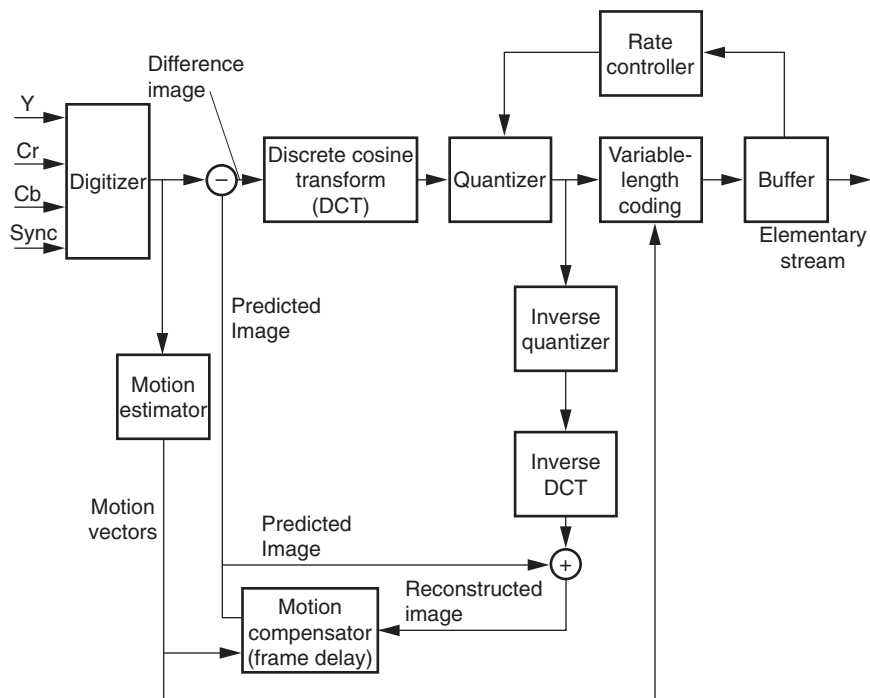 Rate
controller
Difference
image
Y
Cr
Cb
Sync
Digitizer
−
Discrete cosine
transform
(DCT)
Quantizer
Variable-
length
coding
Buffer
Elementary
stream
Predicted
Image
Inverse
quantizer
Motion
estimator
Inverse
DCT
Motion
vectors
Predicted
Image
+
Reconstructed
image
Motion
compensator
(frame delay)